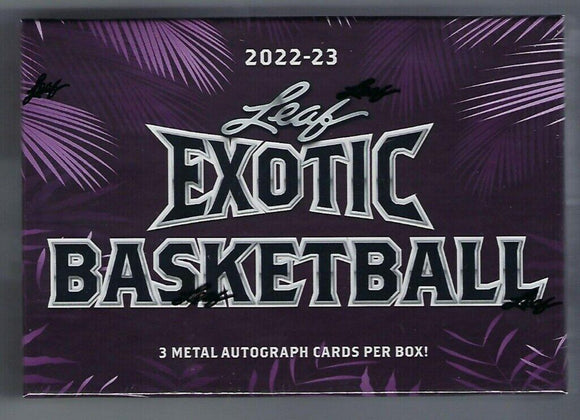 2022-23
Leaf
EXOTIC
BASKETBALL
3 METAL AUTOGRAPH CARDS PER BOX!